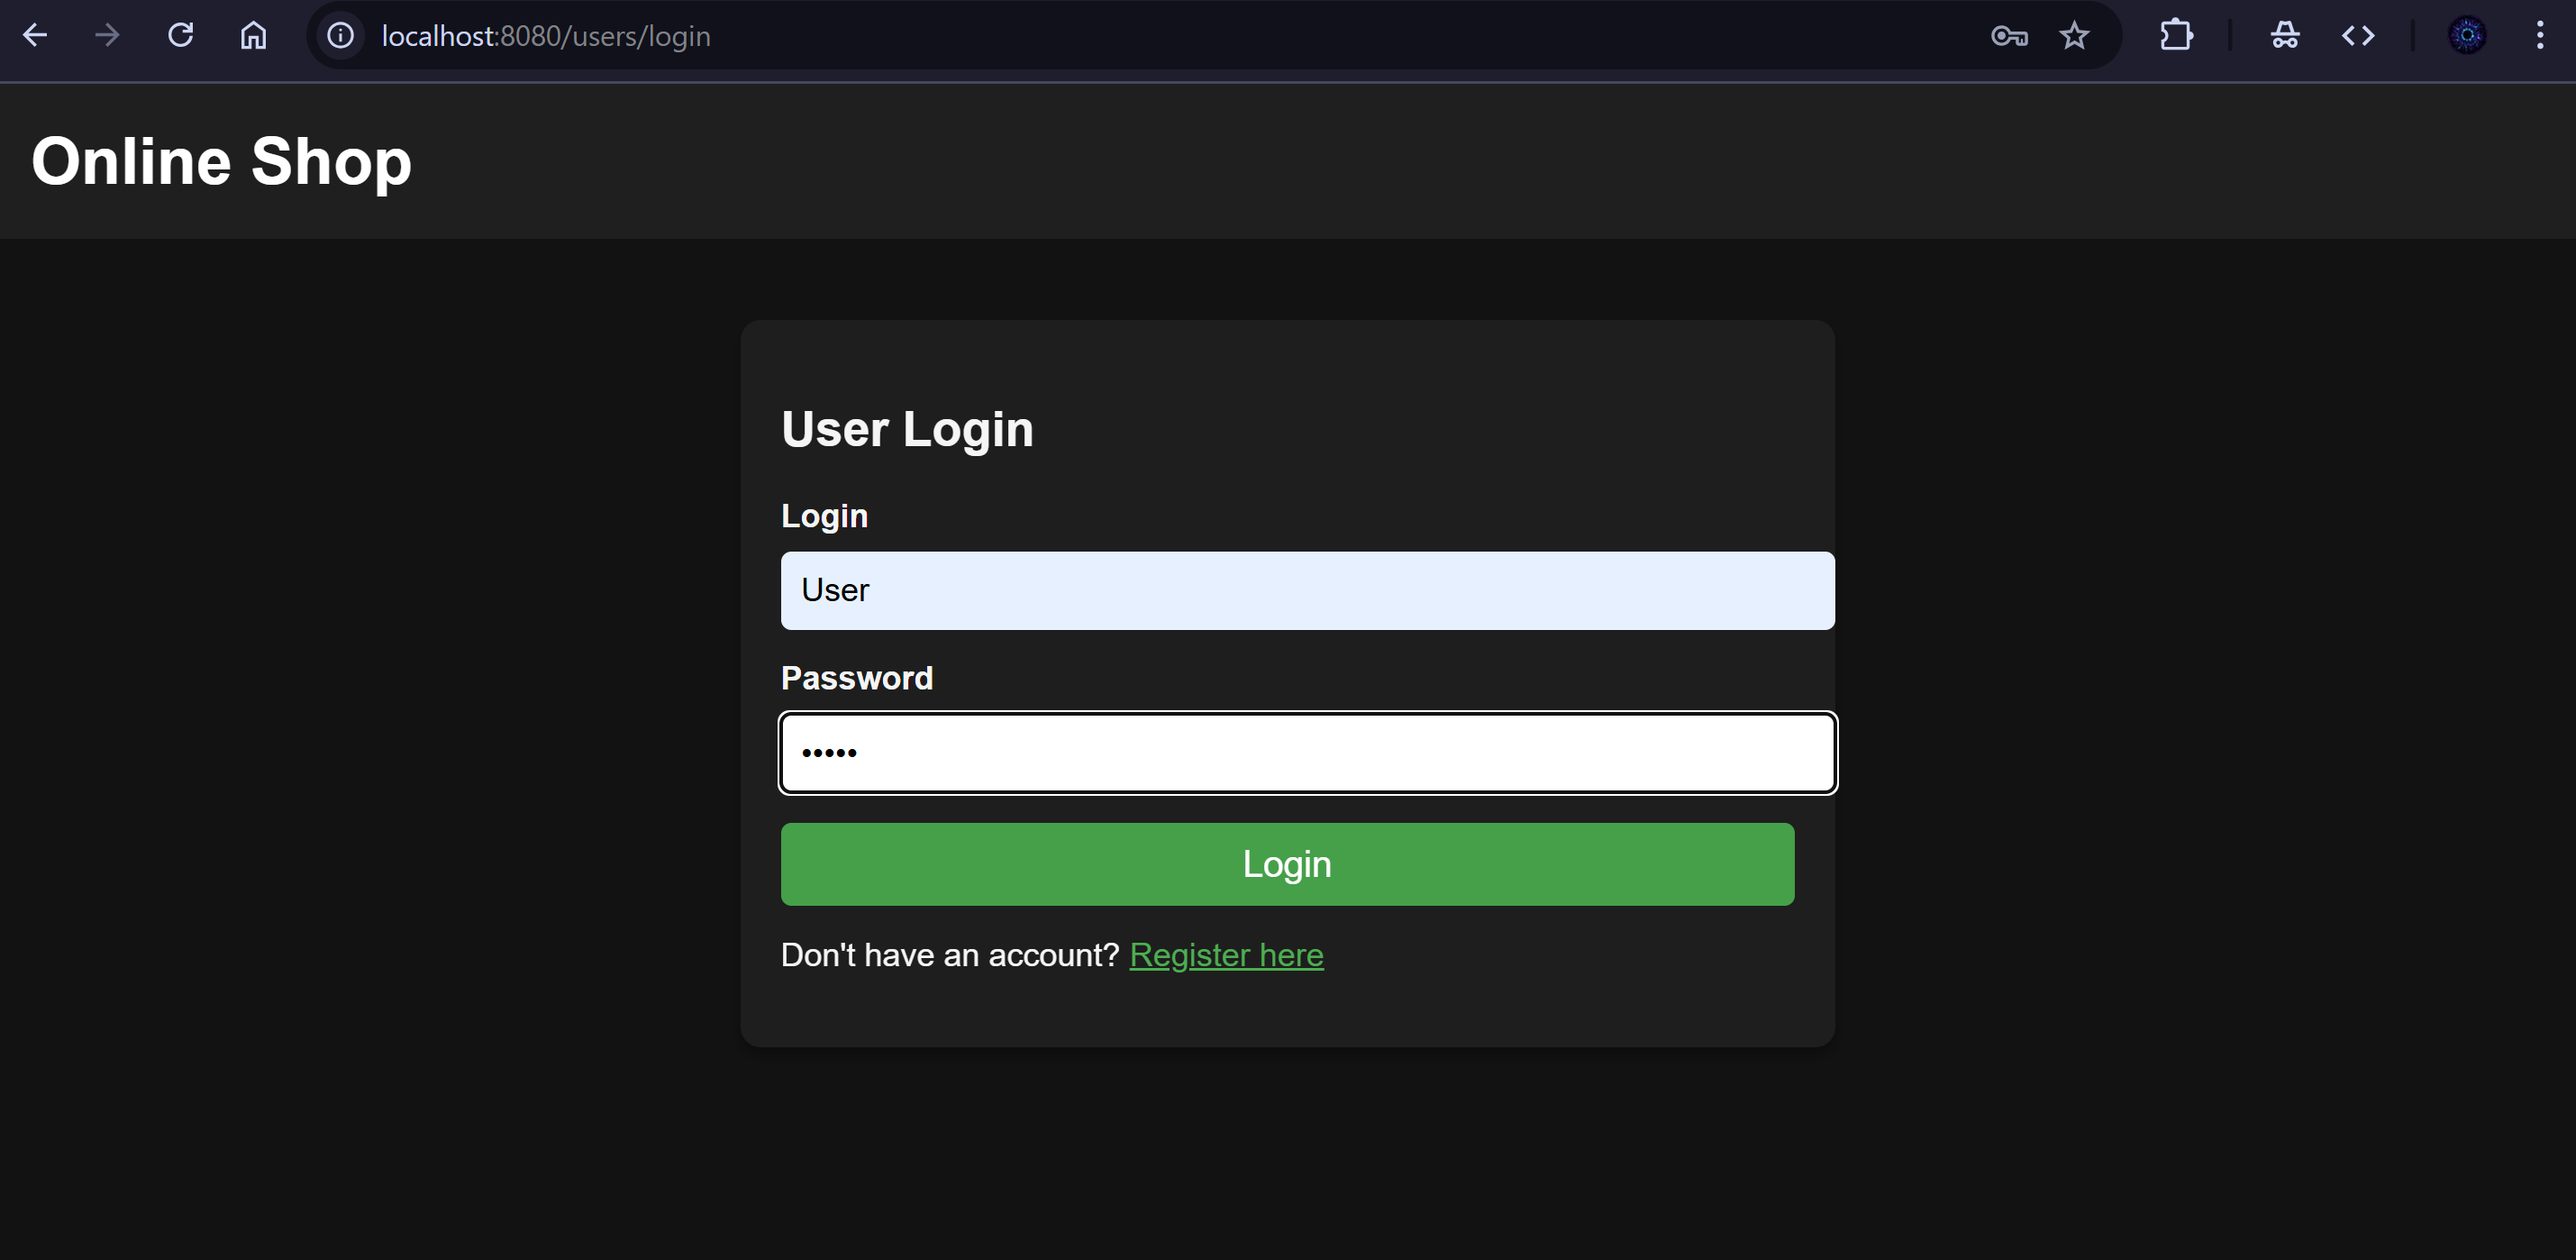 localhost:8080/users/login
Online Shop
User Login
Login
User
Password
•••••
Login
Don't have an account? Register here